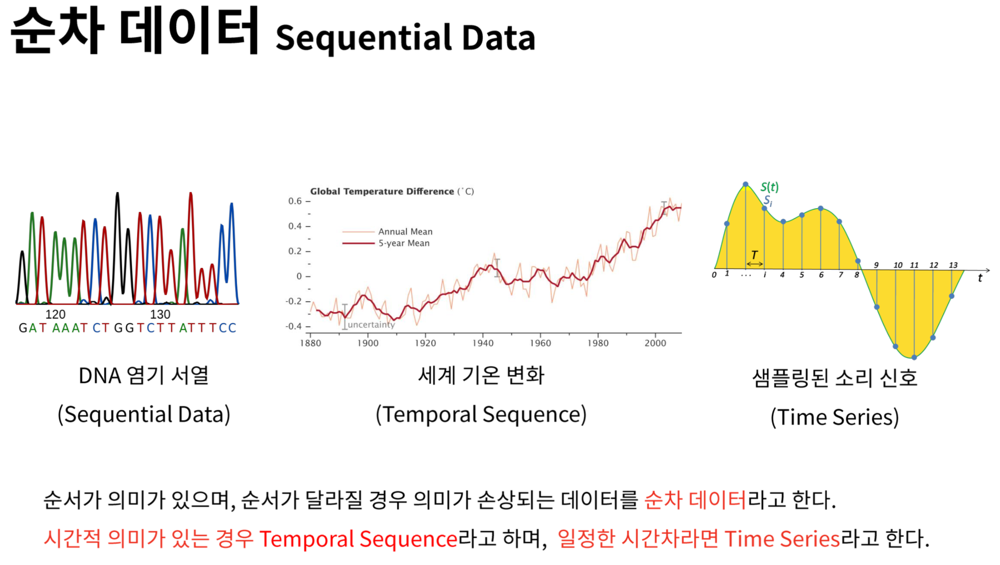 순차 데이터 Sequential Data
120 130
GAT AAAT CT GGTCTTATTTCC
DNA 염기 서열
(Sequential Data)
Global Temperature Difference (˚C)
0.6
0.4
0.2
0
-0.2
-0.4
Annual Mean
5-year Mean
uncertainty
1880 1900 1920 1940 1960 1980 2000
세계 기온 변화
(Temporal Sequence)
S(t)
Si
T
0 1 ... i 4 5 6 7 8 9 10 11 12 13
t
샘플링된 소리 신호
(Time Series)
순서가 의미가 있으며, 순서가 달라질 경우 의미가 손상되는 데이터를 순차 데이터라고 한다.
시간적 의미가 있는 경우 Temporal Sequence라고 하며, 일정한 시간차라면 Time Series라고 한다.